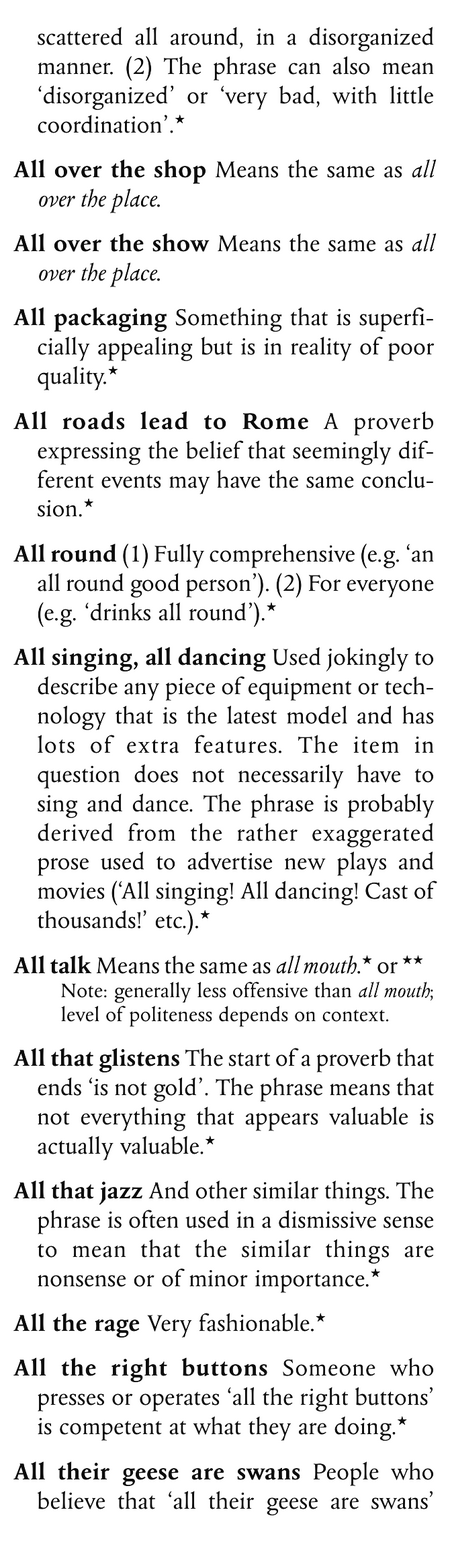 scattered all around, in a disorganized
manner. (2) The phrase can also mean
‘disorganized’ or ‘very bad, with little
coordination’.★
All over the shop Means the same as all
over the place.
All over the show Means the same as all
over the place.
All packaging Something that is superfi-
cially appealing but is in reality of poor
quality.★
All roads lead to Rome A proverb
expressing the belief that seemingly dif-
ferent events may have the same conclu-
sion.★
All round (1) Fully comprehensive (e.g. ‘an
all round good person’). (2) For everyone
(e.g. ‘drinks all round’).★
All singing, all dancing Used jokingly to
describe any piece of equipment or tech-
nology that is the latest model and has
lots of extra features. The item in
question does not necessarily have to
sing and dance. The phrase is probably
derived from the rather exaggerated
prose used to advertise new plays and
movies (‘All singing! All dancing! Cast of
thousands!’ etc.).★
All talk Means the same as all mouth.★ or ★★
Note: generally less offensive than all mouth;
level of politeness depends on context.
All that glistens The start of a proverb that
ends ‘is not gold’. The phrase means that
not everything that appears valuable is
actually valuable.★
All that jazz And other similar things. The
phrase is often used in a dismissive sense
to mean that the similar things are
nonsense or of minor importance.★
All the rage Very fashionable.★
All the right buttons Someone who
presses or operates ‘all the right buttons’
is competent at what they are doing.★
All their geese are swans People who
believe that ‘all their geese are swans’